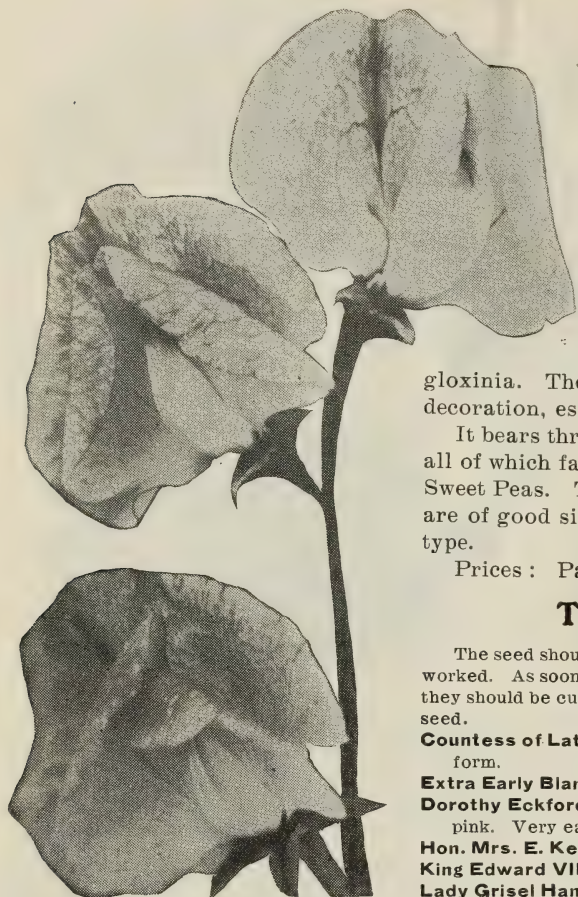 gloxinia. The
decoration, es
It bears thr
all of which fa
Sweet Peas. T
are of good si
type.
Prices : Pa
T
The seed shou
worked. As soon
they should be cu
seed.
Countess of Lat
form.
Extra Early Blan
Dorothy Eckford
pink. Very ea
Hon. Mrs. E. Ke
King Edward VII
Lady Grisel Ham